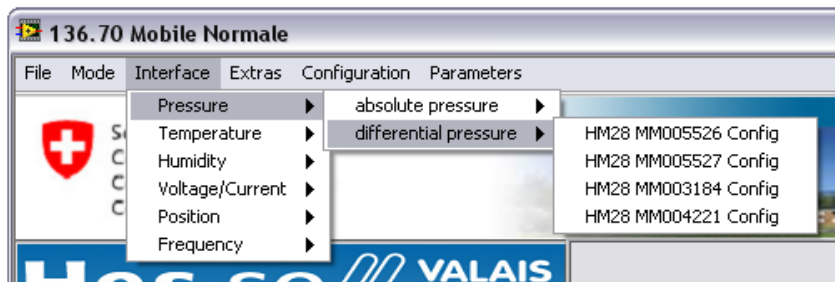 136.70 Mobile Normale
File Mode Interface Extras Configuration Parameters
Pressure
Temperature
Humidity
Voltage/Current
Position
Frequency
absolute pressure
differential pressure
HM28 MM005526 Config
HM28 MM005527 Config
HM28 MM003184 Config
HM28 MM004221 Config
VALAIS